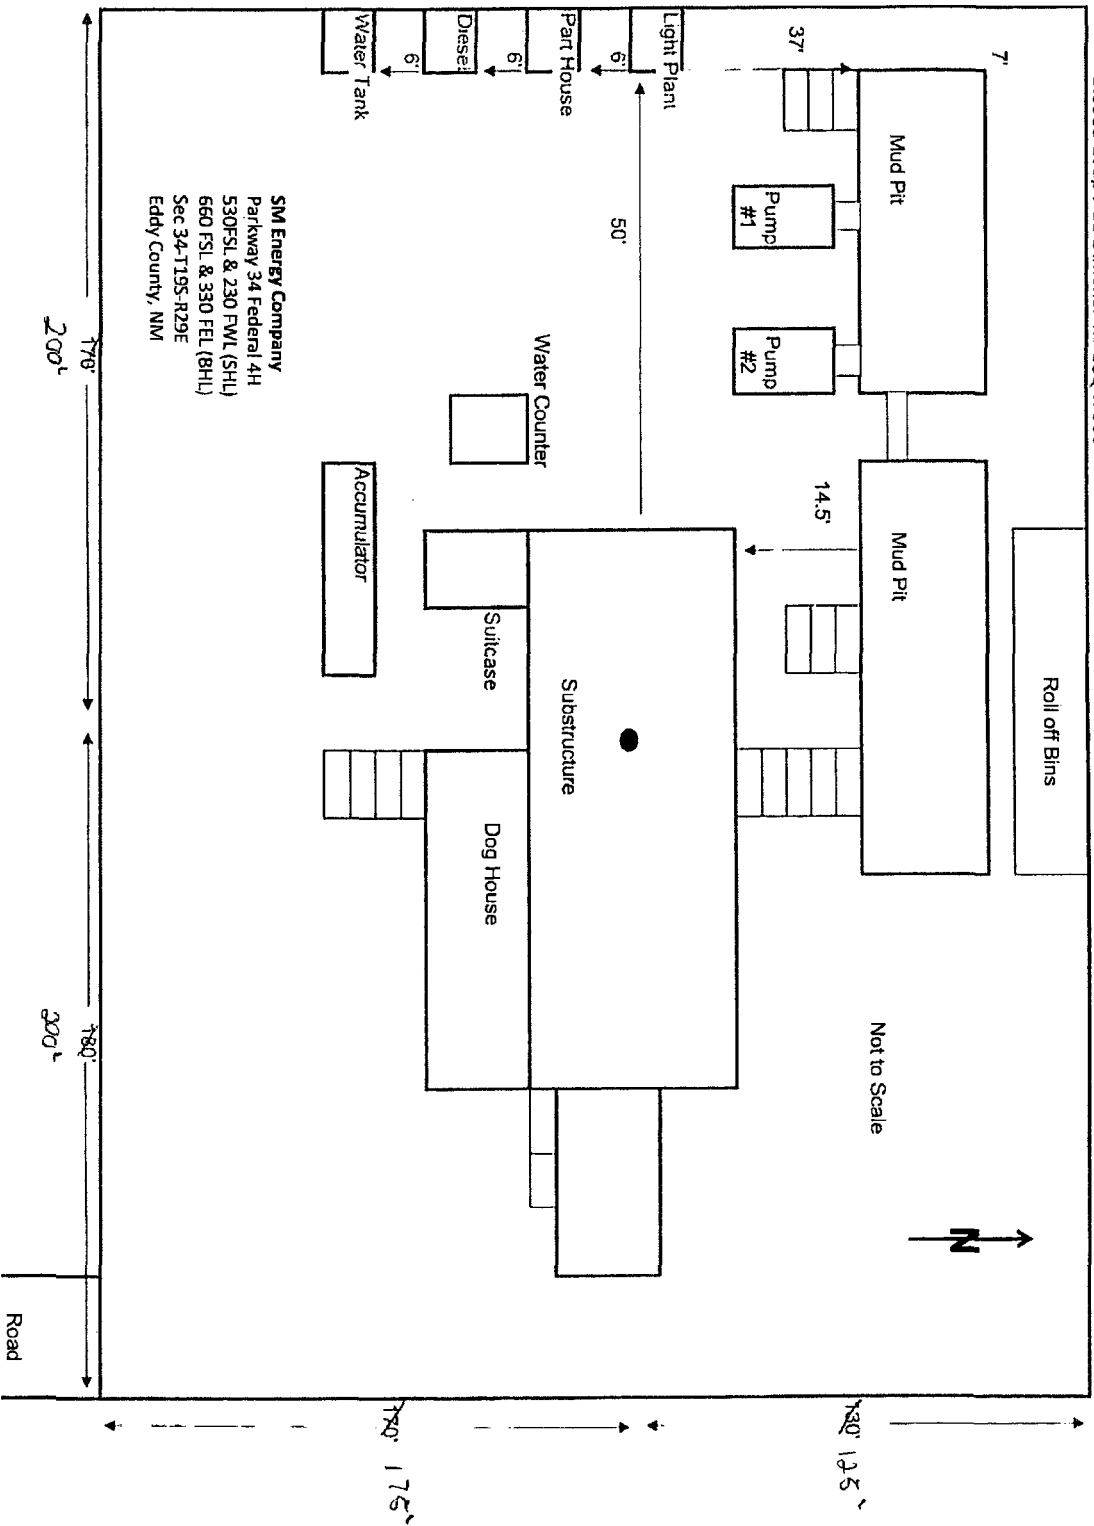 7'
37'
Mud Pit
Pump
#1
Pump
#2
Mud Pit
14.5'
Roll off Bins
Not to Scale
N
Light Plant
6'
Part House
6'
Diesel
6'
Water Tank
50'
Water Counter
Accumulator
Suitcase
Substructure
Dog House
SM Energy Company
Parkway 34 Federal 4H
530FSL & 230 FWL (SHL)
660 FSL & 330 FEL (BHL)
Sec 34-T19S-R29E
Eddy County, NM
170'
200'
180'
200'
130' 125'
170' 175'
Road